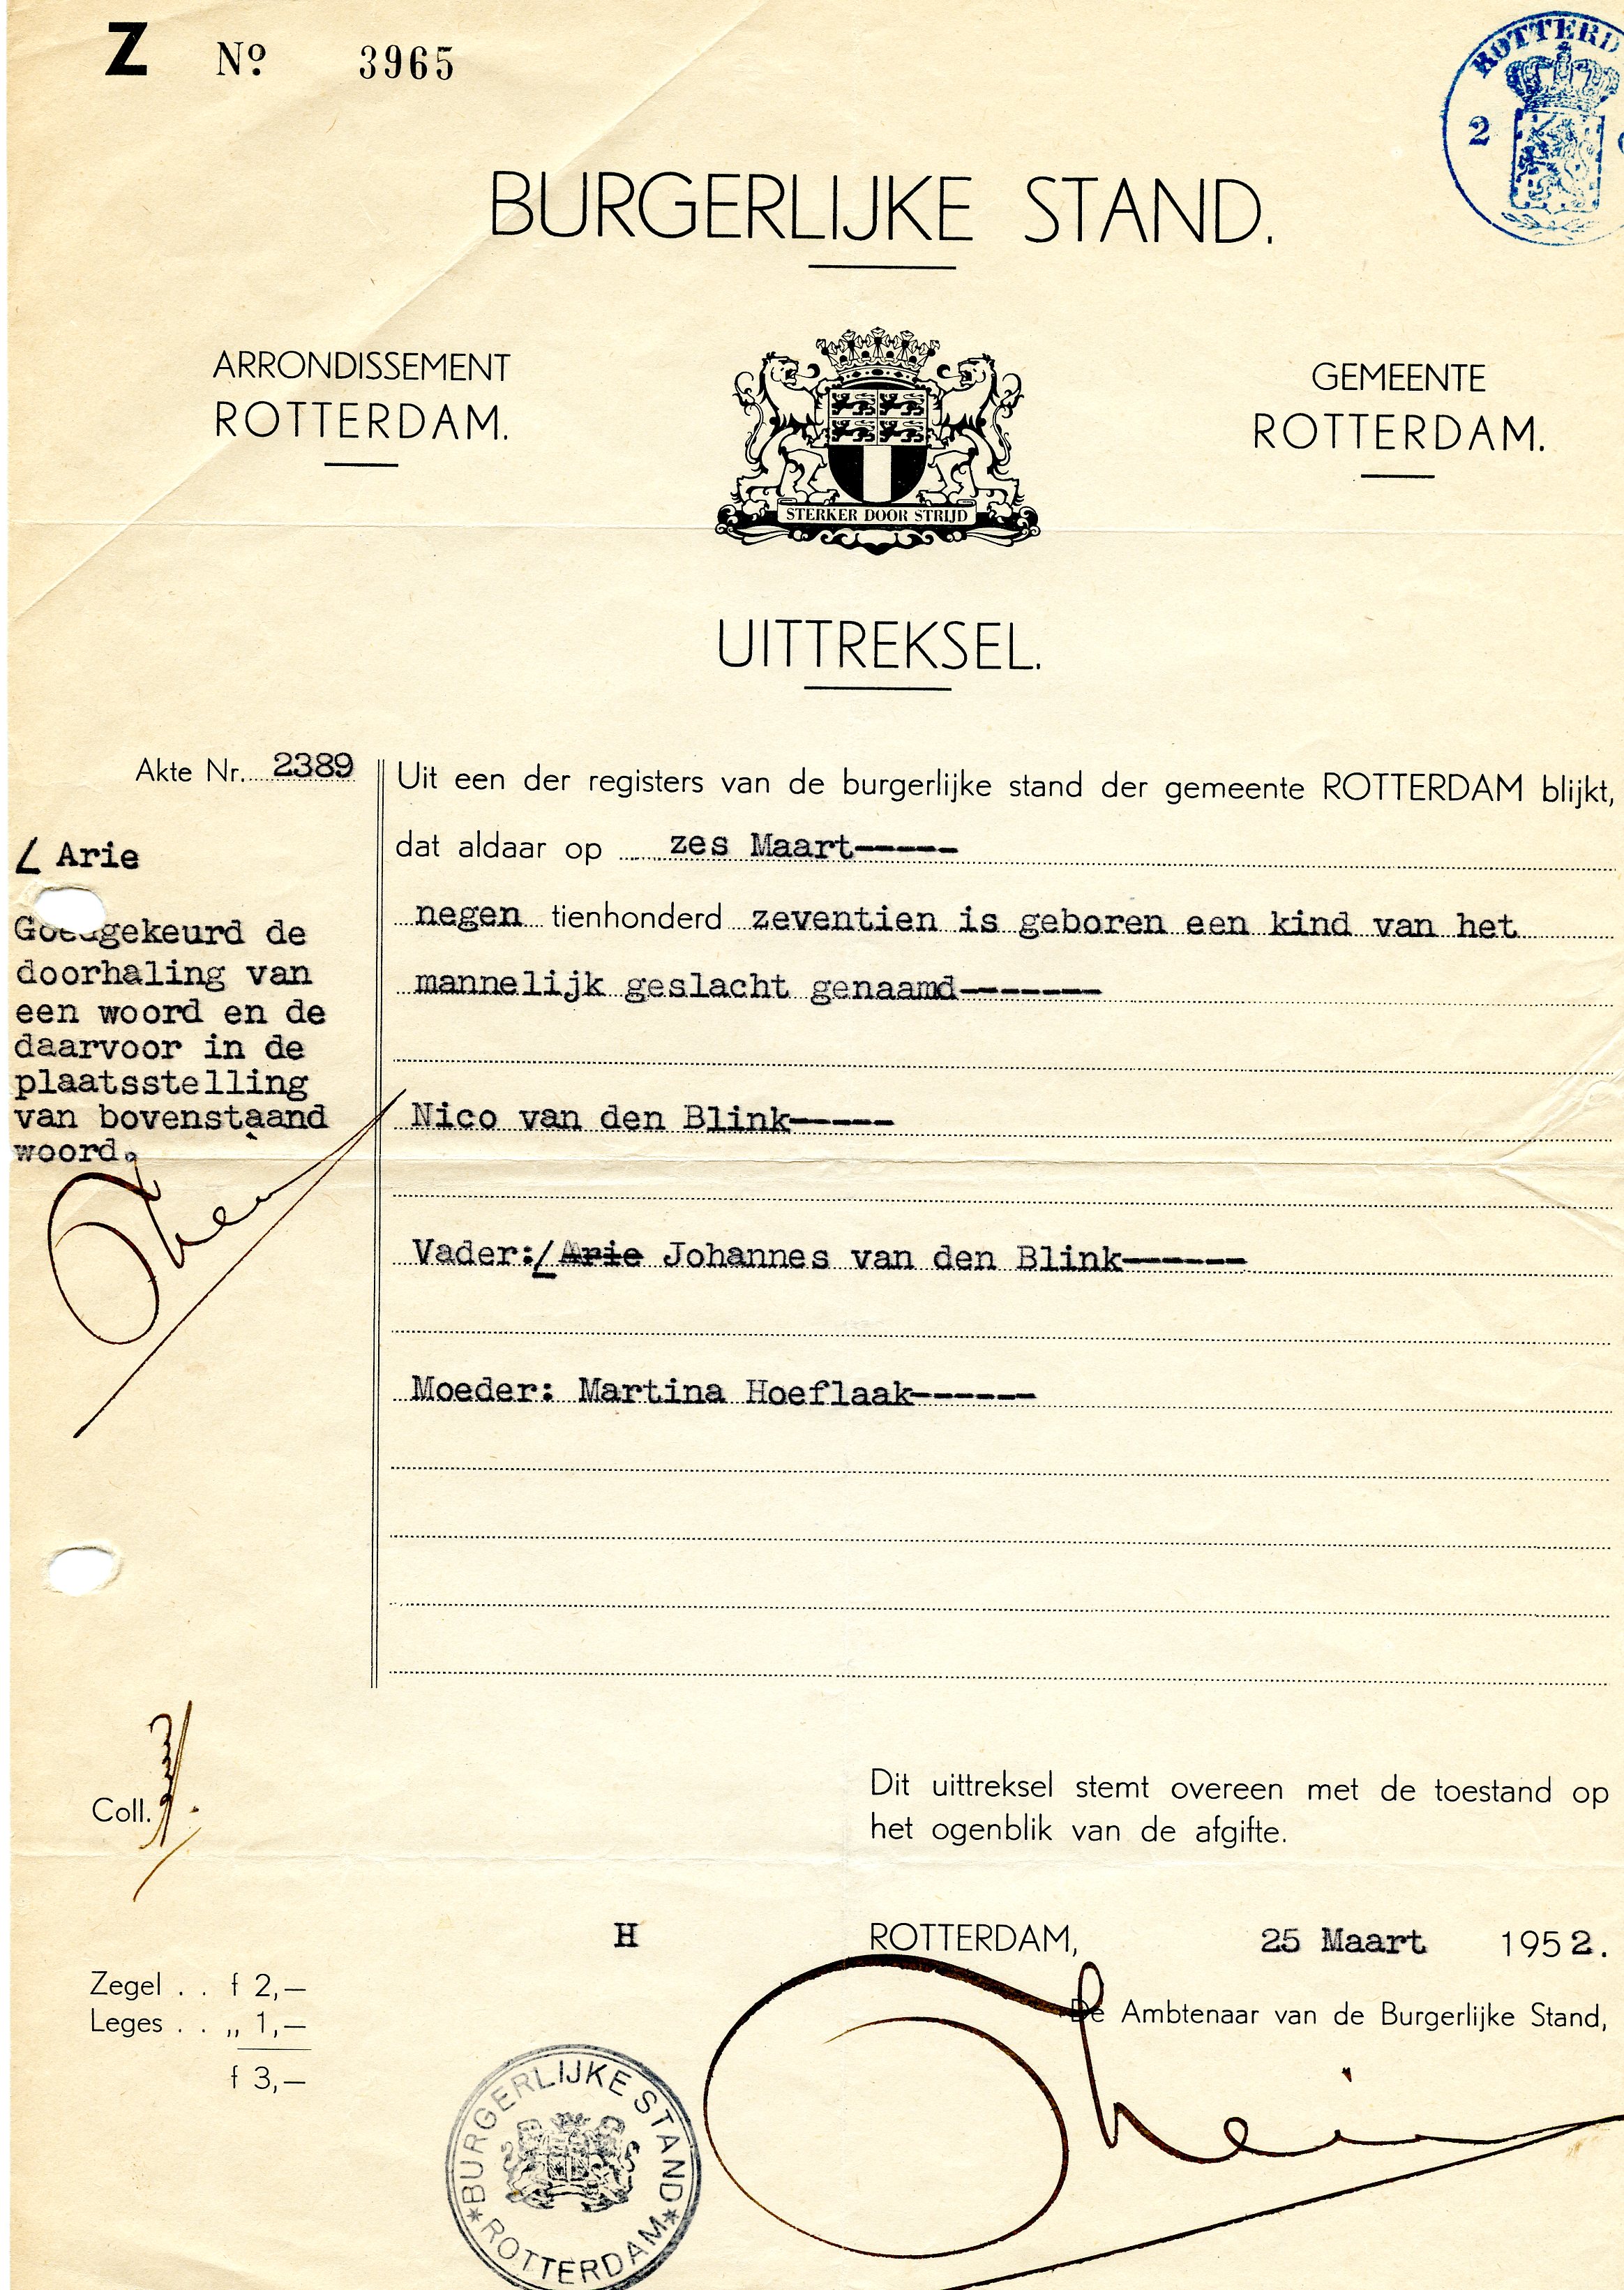 Z Nº 3965
ROTTERD
2
BURGERLIJKE STAND.
ARRONDISSEMENT
ROTTERDAM.
GEMEENTE
ROTTERDAM.
STERKER DOOR STRIJD
UITTREKSEL.
Akte Nr. 2389
/ Arie
Goedgekeurd de
doorhaling van
een woord en de
daarvoor in de
plaatsstelling
van bovenstaand
woord.
Uit een der registers van de burgerlijke stand der gemeente ROTTERDAM blijkt,
dat aldaar op zes Maart-----
negen tienhonderd zeventien is geboren een kind van het
mannelijk geslacht genaamd-------
Nico van den Blink-----
Vader:/ Arie Johannes van den Blink------
Moeder: Martina Hoeflaak------
Coll.
Dit uittreksel stemt overeen met de toestand op
het ogenblik van de afgifte.
H ROTTERDAM, 25 Maart 1952.
De Ambtenaar van de Burgerlijke Stand,
Zegel . . f 2,—
Leges . . „ 1,—
f 3,—
BURGERLIJKE STAND
ROTTERDAM